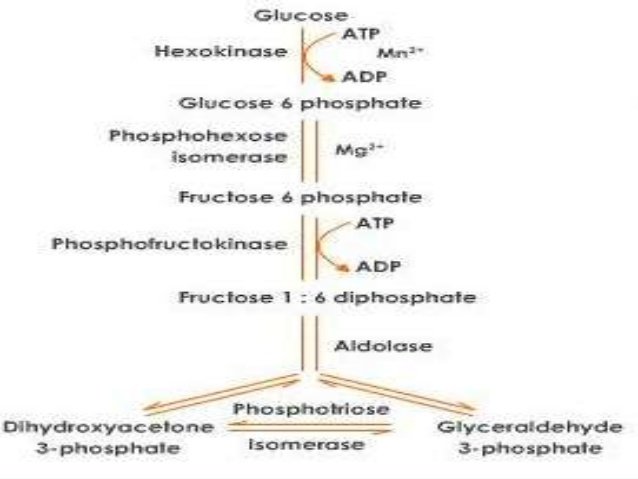 Glucose
ATP
Hexokinase
Mn²⁺
ADP
Glucose 6 phosphate
Phosphohexose
isomerase
Mg²⁺
Fructose 6 phosphate
ATP
Phosphofructokinase
ADP
Fructose 1 : 6 diphosphate
Aldolase
Phosphotriose
Isomerase
Dihydroxyacetone
3-phosphate
Glyceraldehyde
3-phosphate